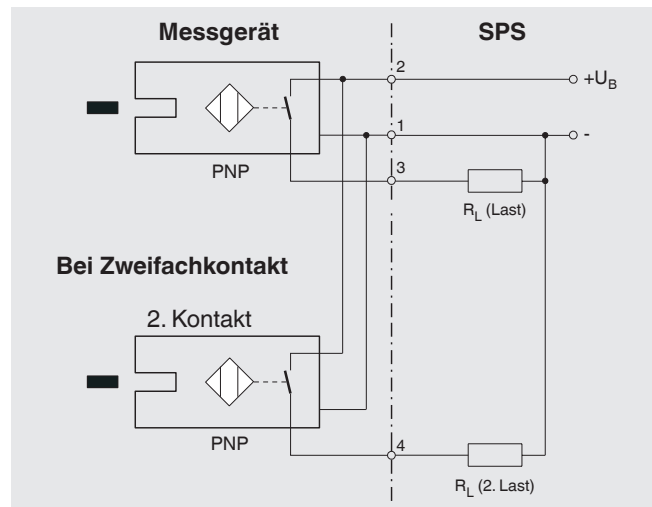 Messgerät
SPS
2
+U_B
1
-
3
PNP
R_L (Last)
Bei Zweifachkontakt
2. Kontakt
PNP
4
R_L (2. Last)